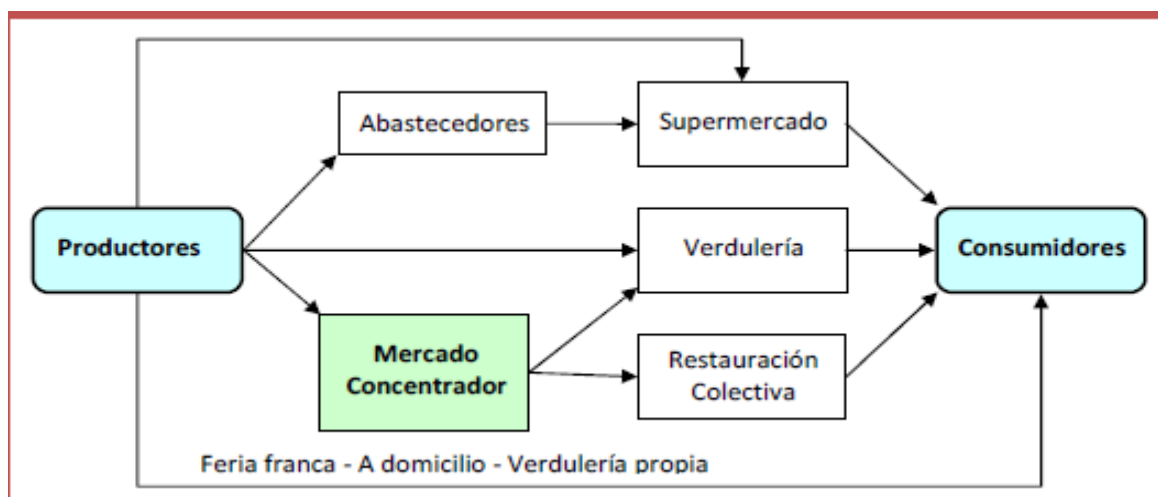 Abastecedores
Supermercado
Productores
Verdulería
Consumidores
Mercado
Concentrador
Restauración
Colectiva
Feria franca - A domicilio - Verdulería propia